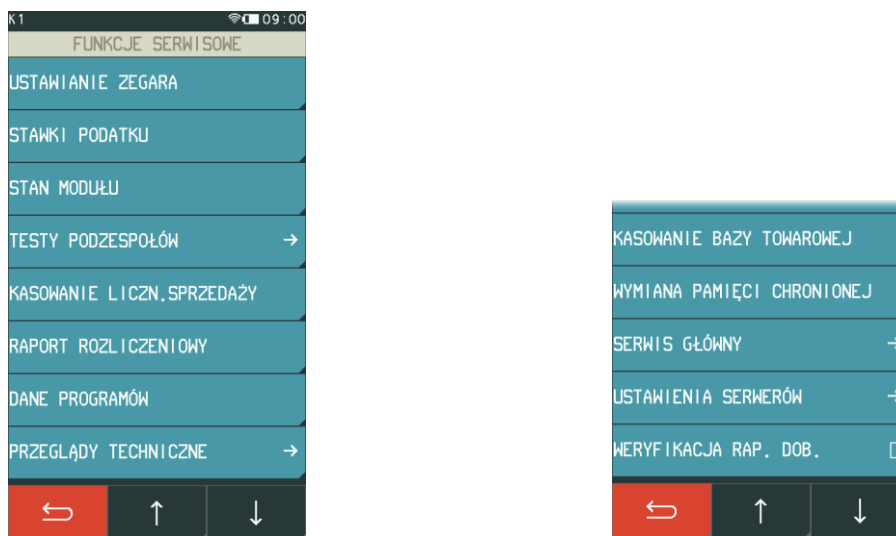 K1 09:00
FUNKCJE SERWISOWE
USTAWIANIE ZEGARA
STAWKI PODATKU
STAN MODUŁU
TESTY PODZESPOŁÓW →
KASOWANIE LICZN.SPRZEDAŻY
RAPORT ROZLICZENIOWY
DANE PROGRAMÓW
PRZEGLĄDY TECHNICZNE →
KASOWANIE BAZY TOWAROWEJ
WYMIANA PAMIĘCI CHRONIONEJ
SERWIS GŁÓWNY
USTAWIENIA SERWERÓW
WERYFIKACJA RAP. DOB.